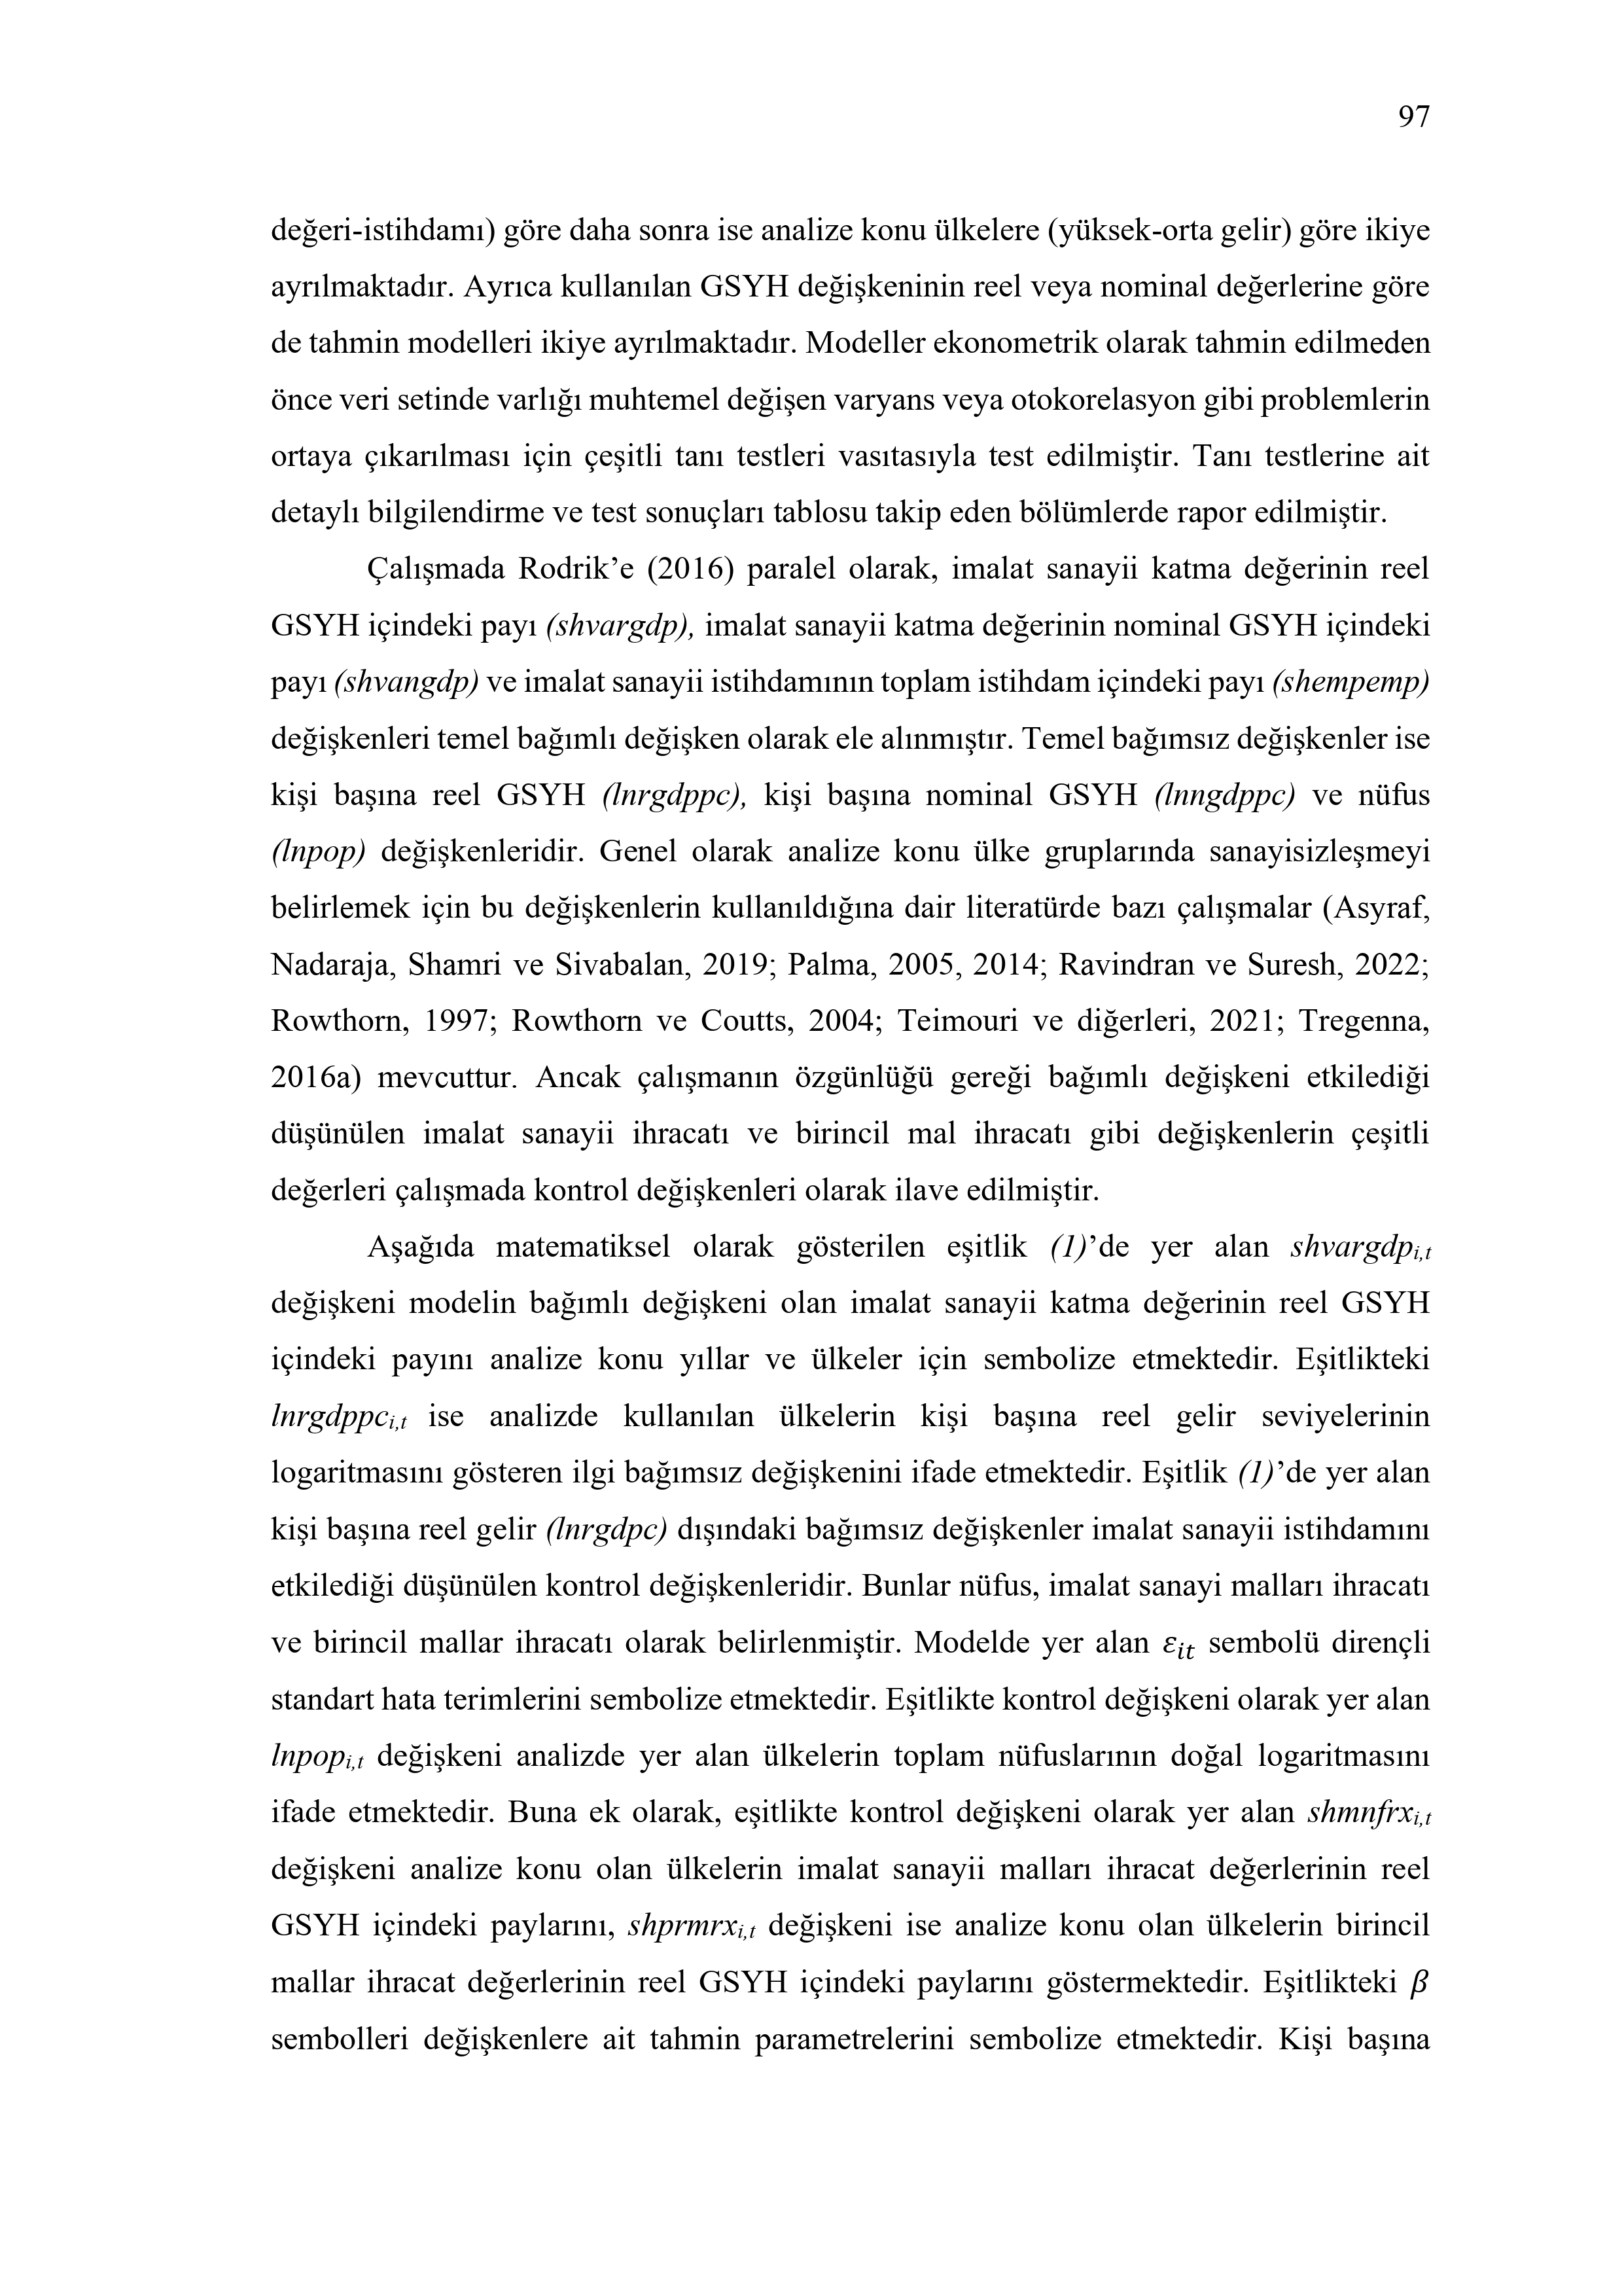 97
değeri-istihdamı) göre daha sonra ise analize konu ülkelere (yüksek-orta gelir) göre ikiye
ayrılmaktadır. Ayrıca kullanılan GSYH değişkeninin reel veya nominal değerlerine göre
de tahmin modelleri ikiye ayrılmaktadır. Modeller ekonometrik olarak tahmin edilmeden
önce veri setinde varlığı muhtemel değişen varyans veya otokorelasyon gibi problemlerin
ortaya çıkarılması için çeşitli tanı testleri vasıtasıyla test edilmiştir. Tanı testlerine ait
detaylı bilgilendirme ve test sonuçları tablosu takip eden bölümlerde rapor edilmiştir.
Çalışmada Rodrik’e (2016) paralel olarak, imalat sanayii katma değerinin reel
GSYH içindeki payı (shvargdp), imalat sanayii katma değerinin nominal GSYH içindeki
payı (shvangdp) ve imalat sanayii istihdamının toplam istihdam içindeki payı (shempemp)
değişkenleri temel bağımlı değişken olarak ele alınmıştır. Temel bağımsız değişkenler ise
kişi başına reel GSYH (lnrgdppc), kişi başına nominal GSYH (lnngdppc) ve nüfus
(lnpop) değişkenleridir. Genel olarak analize konu ülke gruplarında sanayisizleşmeyi
belirlemek için bu değişkenlerin kullanıldığına dair literatürde bazı çalışmalar (Asyraf,
Nadaraja, Shamri ve Sivabalan, 2019; Palma, 2005, 2014; Ravindran ve Suresh, 2022;
Rowthorn, 1997; Rowthorn ve Coutts, 2004; Teimouri ve diğerleri, 2021; Tregenna,
2016a) mevcuttur. Ancak çalışmanın özgünlüğü gereği bağımlı değişkeni etkilediği
düşünülen imalat sanayii ihracatı ve birincil mal ihracatı gibi değişkenlerin çeşitli
değerleri çalışmada kontrol değişkenleri olarak ilave edilmiştir.
Aşağıda matematiksel olarak gösterilen eşitlik (1)’de yer alan shvargdpi,t
değişkeni modelin bağımlı değişkeni olan imalat sanayii katma değerinin reel GSYH
içindeki payını analize konu yıllar ve ülkeler için sembolize etmektedir. Eşitlikteki
lnrgdppci,t ise analizde kullanılan ülkelerin kişi başına reel gelir seviyelerinin
logaritmasını gösteren ilgi bağımsız değişkenini ifade etmektedir. Eşitlik (1)’de yer alan
kişi başına reel gelir (lnrgdpc) dışındaki bağımsız değişkenler imalat sanayii istihdamını
etkilediği düşünülen kontrol değişkenleridir. Bunlar nüfus, imalat sanayi malları ihracatı
ve birincil mallar ihracatı olarak belirlenmiştir. Modelde yer alan εit sembolü dirençli
standart hata terimlerini sembolize etmektedir. Eşitlikte kontrol değişkeni olarak yer alan
lnpopi,t değişkeni analizde yer alan ülkelerin toplam nüfuslarının doğal logaritmasını
ifade etmektedir. Buna ek olarak, eşitlikte kontrol değişkeni olarak yer alan shmnfrxi,t
değişkeni analize konu olan ülkelerin imalat sanayii malları ihracat değerlerinin reel
GSYH içindeki paylarını, shprmrxi,t değişkeni ise analize konu olan ülkelerin birincil
mallar ihracat değerlerinin reel GSYH içindeki paylarını göstermektedir. Eşitlikteki β
sembolleri değişkenlere ait tahmin parametrelerini sembolize etmektedir. Kişi başına